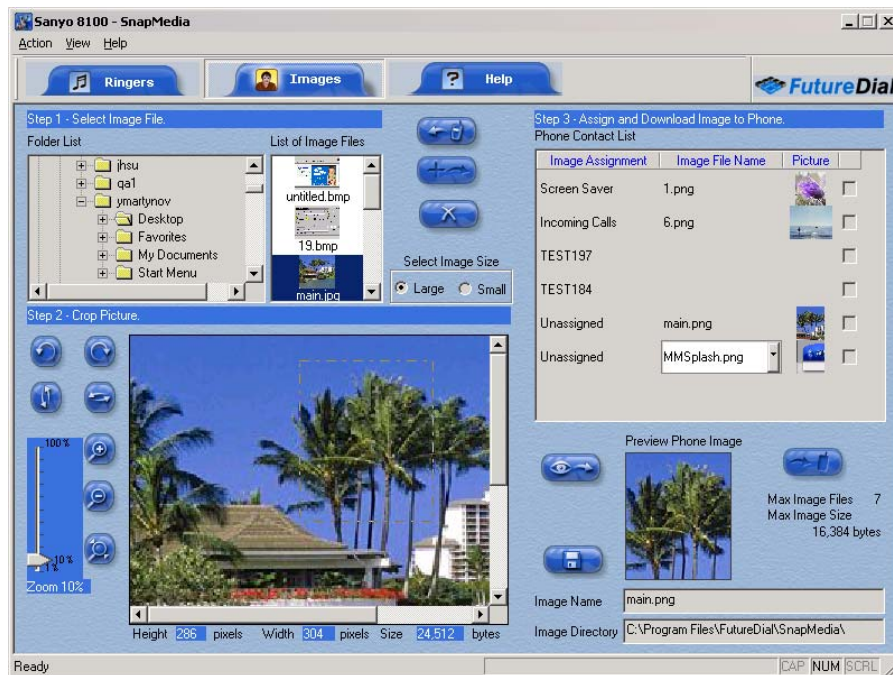 Sanyo 8100 - SnapMedia
Action View Help
Ringers
Images
Help
FutureDial
Step 1 - Select Image File.
Folder List
List of Image Files
jhsu
qa1
ymartynov
Desktop
Favorites
My Documents
Start Menu
untitled.bmp
19.bmp
main.jpg
Select Image Size
Large Small
Step 2 - Crop Picture.
100%
10%
1%
Zoom 10%
Height 286 pixels Width 304 pixels Size 24,512 bytes
Step 3 - Assign and Download Image to Phone.
Phone Contact List
Image Assignment Image File Name Picture
Screen Saver 1.png
Incoming Calls 6.png
TEST197
TEST184
Unassigned main.png
Unassigned MMSplash.png
Preview Phone Image
Max Image Files 7
Max Image Size
16,384 bytes
Image Name main.png
Image Directory C:\Program Files\FutureDial\SnapMedia\
Ready
CAP NUM SCRL